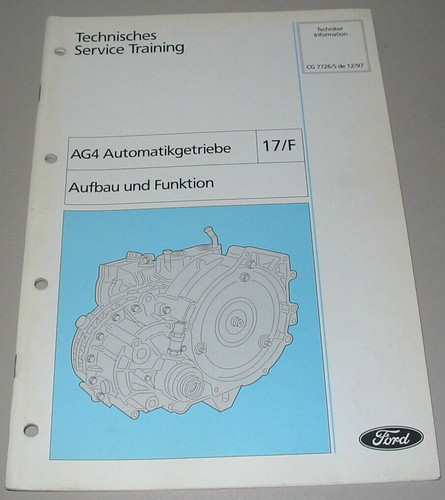 Technisches
Service Training
Techniker
Information
CG 7726/S de 12/97
AG4 Automatikgetriebe
17/F
Aufbau und Funktion
Ford